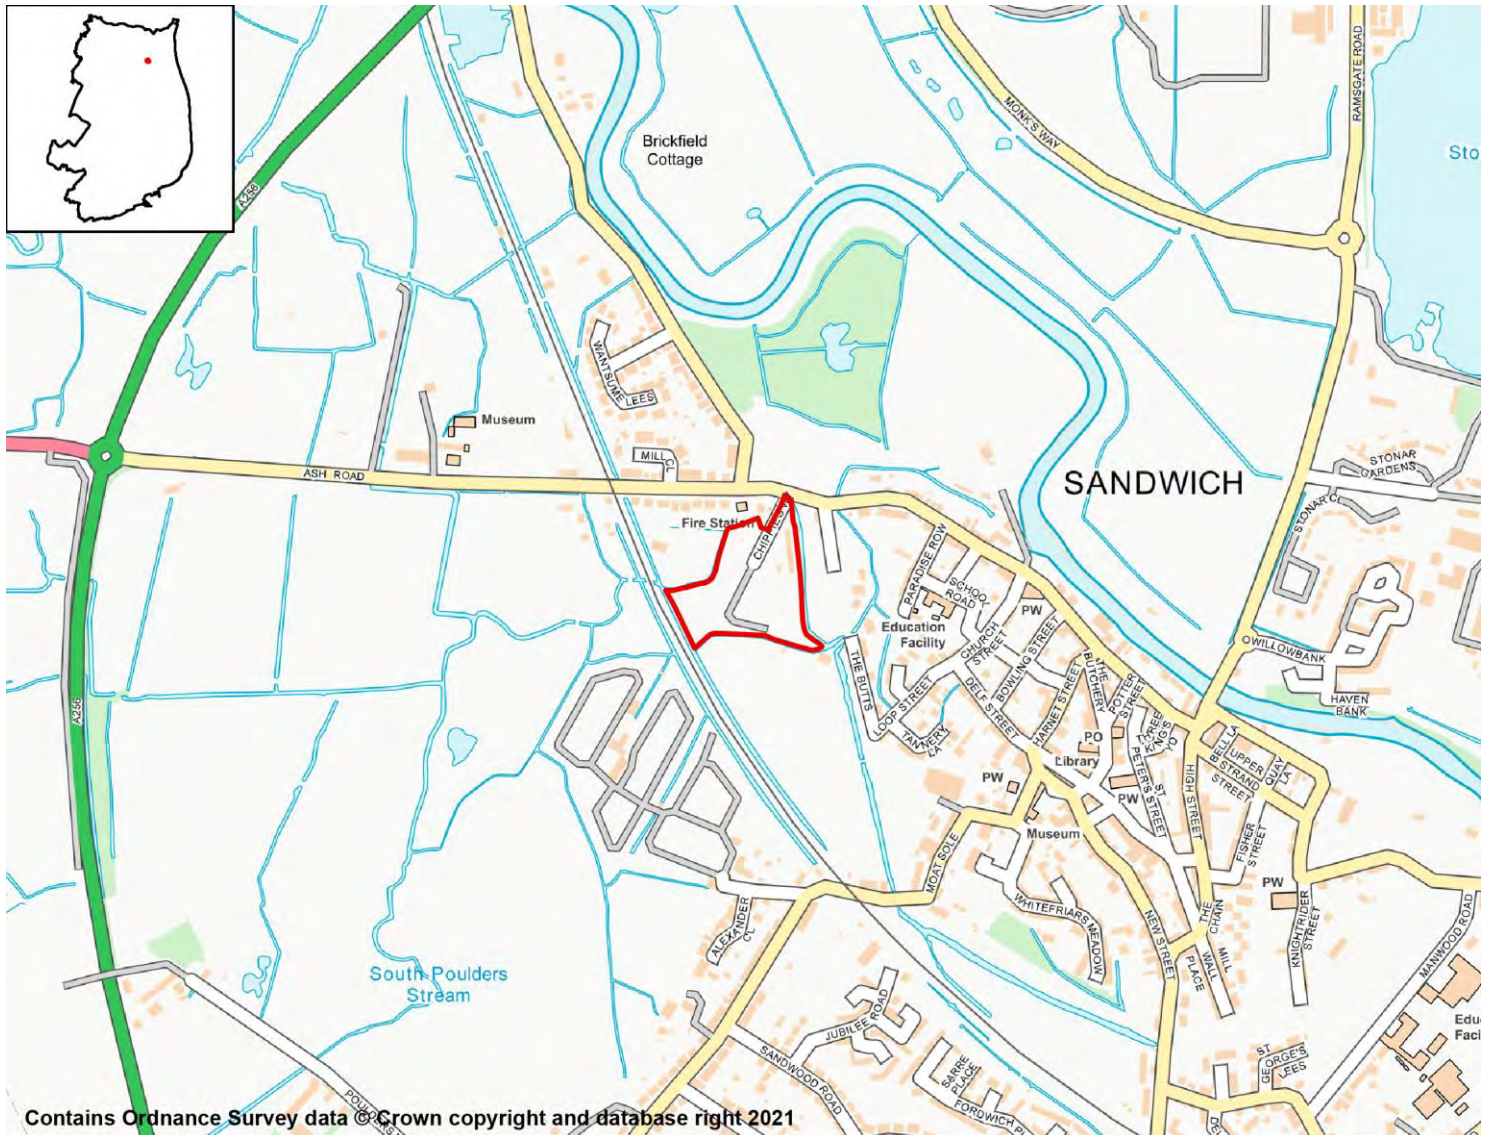 RAMSGATE ROAD
MONK'S WAY
Brickfield
Cottage
Sto
A256
WANTSUME
LEES
Museum
MILL CL
ASH ROAD
SANDWICH
STONAR
GARDENS
STONAR CL
Fire Station
PARADISE ROW
SCHOOL
ROAD
PW
Education
Facility
CHURCH
STREET
BOWLING STREET
WILLOWBANK
THE BUTTS
LOOP STREET
DELF STREET
HARNET STREET
THE
BUTCHERY
POTTER
STREET
HAVEN
BANK
A256
TANNERY
LA
PO
Library
BELL LA
UPPER
STRAND
STREET
QUAY
LA
PW
PW
ST
PETER'S STREET
HIGH STREET
FISHER
STREET
Museum
MOAT SOLE
PW
WHITEFRIARS MEADOW
THE
CHAIN
KNIGHTRIDER
STREET
MANWOOD ROAD
ALEXANDER
CL
NEW STREET
MILL
WALL
PLACE
South Poulders
Stream
JUBILEE ROAD
Edu
Faci
SANDWOOD ROAD
SARRE
PLACE
ST
GEORGE'S
LEES
FORDWICH
Contains Ordnance Survey data © Crown copyright and database right 2021